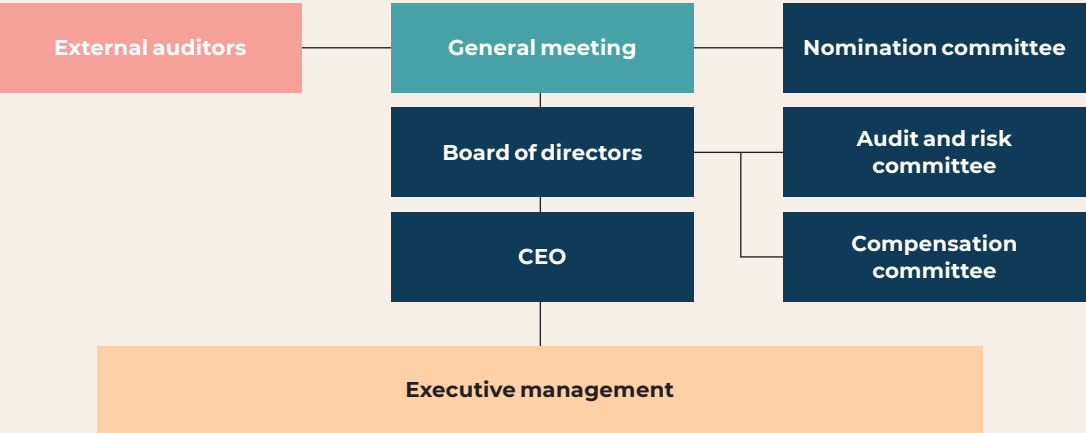 External auditors
General meeting
Nomination committee
Board of directors
Audit and risk
committee
CEO
Compensation
committee
Executive management